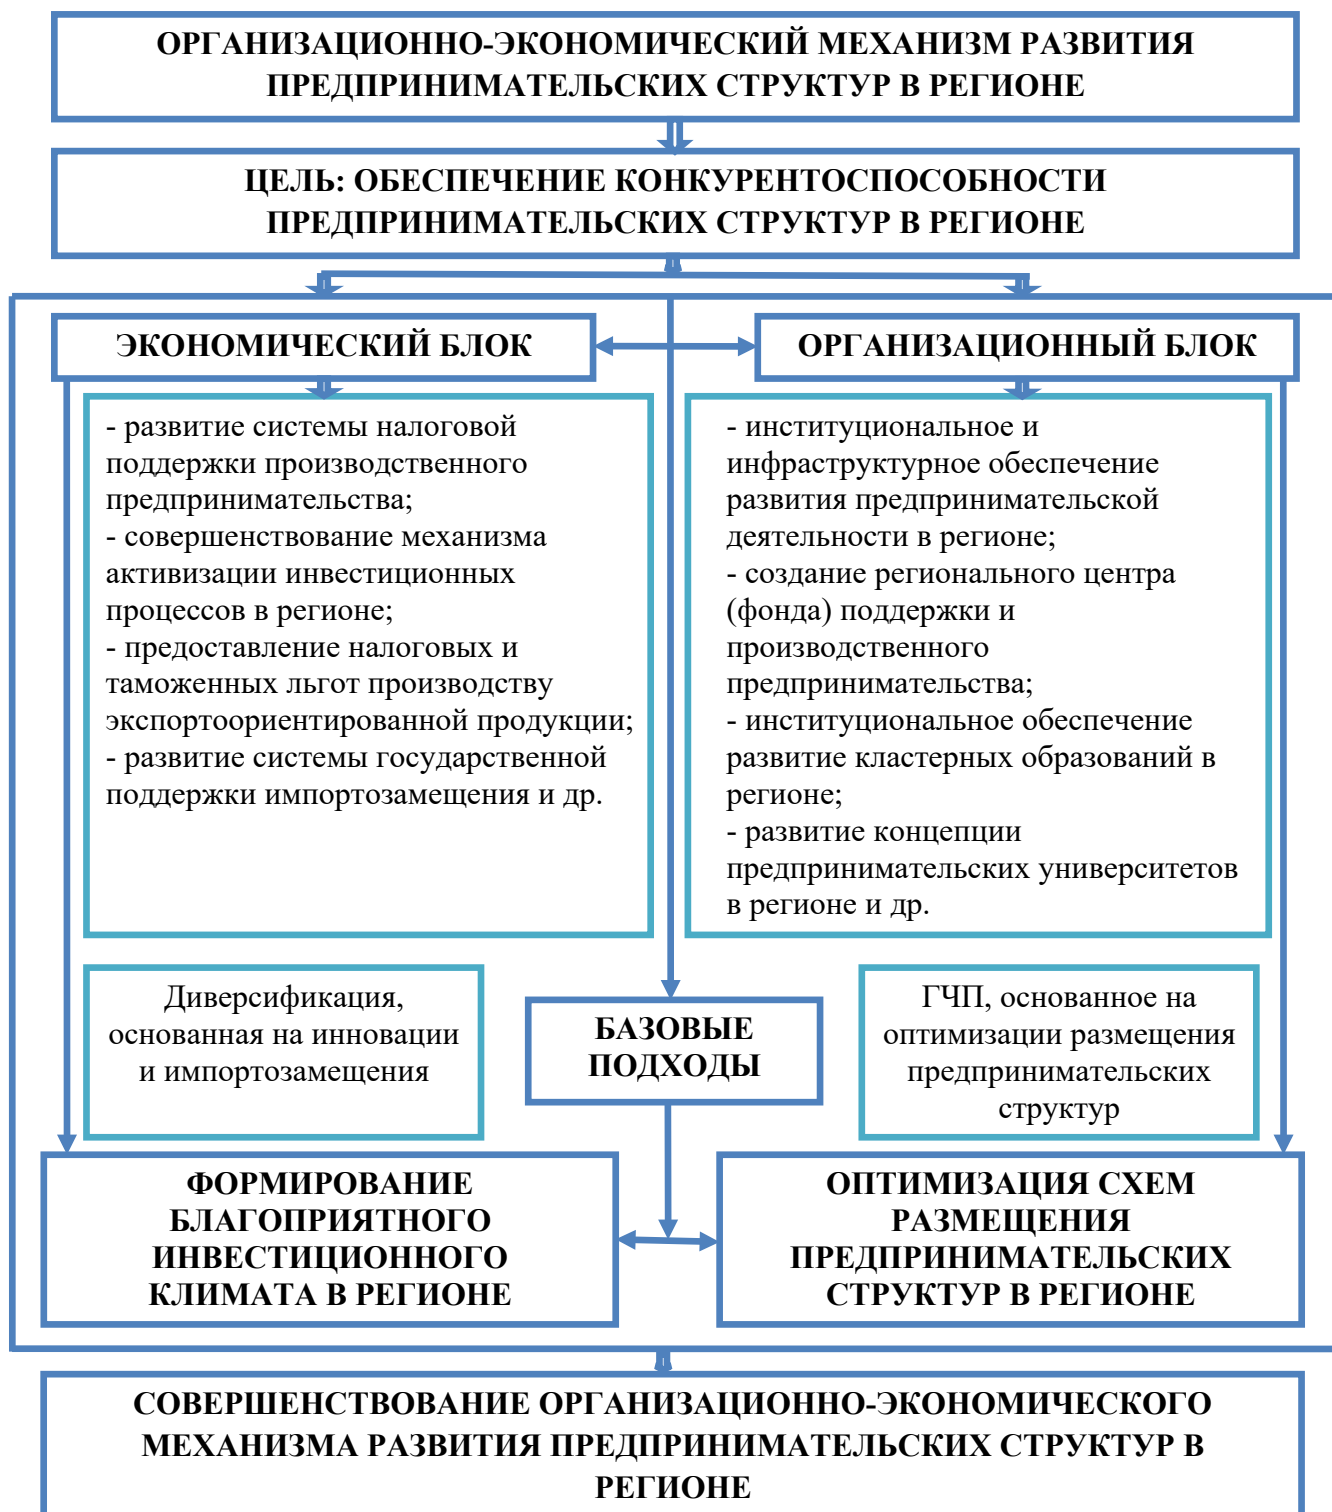 ОРГАНИЗАЦИОННО-ЭКОНОМИЧЕСКИЙ МЕХАНИЗМ РАЗВИТИЯ
ПРЕДПРИНИМАТЕЛЬСКИХ СТРУКТУР В РЕГИОНЕ
ЦЕЛЬ: ОБЕСПЕЧЕНИЕ КОНКУРЕНТОСПОСОБНОСТИ
ПРЕДПРИНИМАТЕЛЬСКИХ СТРУКТУР В РЕГИОНЕ
ЭКОНОМИЧЕСКИЙ БЛОК
ОРГАНИЗАЦИОННЫЙ БЛОК
- развитие системы налоговой
поддержки производственного
предпринимательства;
- совершенствование механизма
активизации инвестиционных
процессов в регионе;
- предоставление налоговых и
таможенных льгот производству
экспортоориентированной продукции;
- развитие системы государственной
поддержки импортозамещения и др.
- институциональное и
инфраструктурное обеспечение
развития предпринимательской
деятельности в регионе;
- создание регионального центра
(фонда) поддержки и
производственного
предпринимательства;
- институциональное обеспечение
развитие кластерных образований в
регионе;
- развитие концепции
предпринимательских университетов
в регионе и др.
Диверсификация,
основанная на инновации
и импортозамещения
БАЗОВЫЕ
ПОДХОДЫ
ГЧП, основанное на
оптимизации размещения
предпринимательских
структур
ФОРМИРОВАНИЕ
БЛАГОПРИЯТНОГО
ИНВЕСТИЦИОННОГО
КЛИМАТА В РЕГИОНЕ
ОПТИМИЗАЦИЯ СХЕМ
РАЗМЕЩЕНИЯ
ПРЕДПРИНИМАТЕЛЬСКИХ
СТРУКТУР В РЕГИОНЕ
СОВЕРШЕНСТВОВАНИЕ ОРГАНИЗАЦИОННО-ЭКОНОМИЧЕСКОГО
МЕХАНИЗМА РАЗВИТИЯ ПРЕДПРИНИМАТЕЛЬСКИХ СТРУКТУР В
РЕГИОНЕ